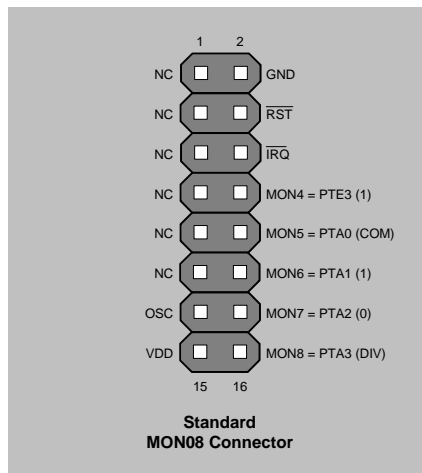 1 2
NC GND
NC RST
NC IRQ
NC MON4 = PTE3 (1)
NC MON5 = PTA0 (COM)
NC MON6 = PTA1 (1)
OSC MON7 = PTA2 (0)
VDD MON8 = PTA3 (DIV)
15 16
Standard
MON08 Connector